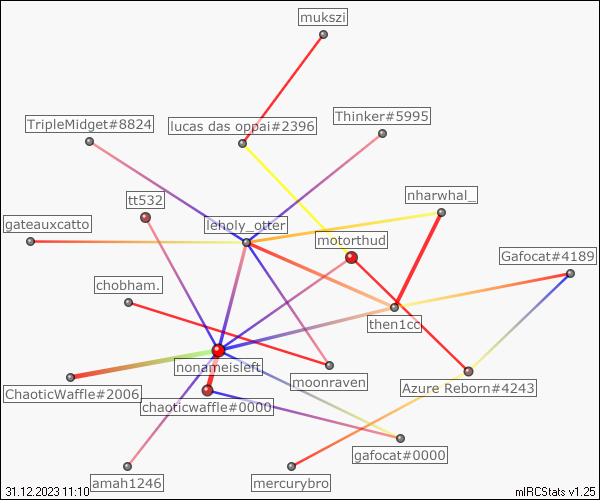 mukszi
Thinker#5995
TripleMidget#8824
lucas das oppai#2396
nharwhal_
tt532
gateauxcatto
leholy_otter
motorthud
Gafocat#4189
chobham.
then1cc
nonameisleft
moonraven
Azure Reborn#4243
ChaoticWaffle#2006
chaoticwaffle#0000
gafocat#0000
amah1246
mercurybro
31.12.2023 11:10
mIRCStats v1.25